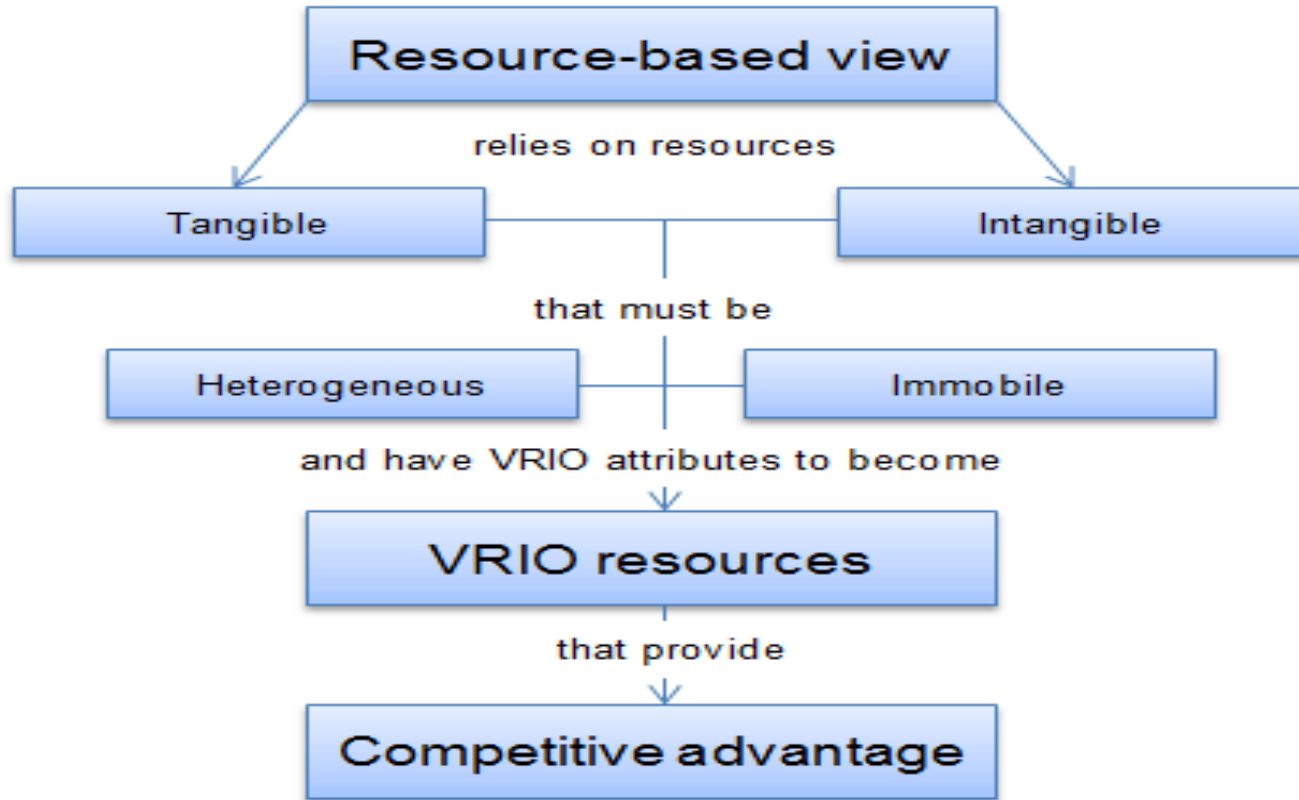 Resource-based view
relies on resources
Tangible
Intangible
that must be
Heterogeneous
Immobile
and have VRIO attributes to become
VRIO resources
that provide
Competitive advantage